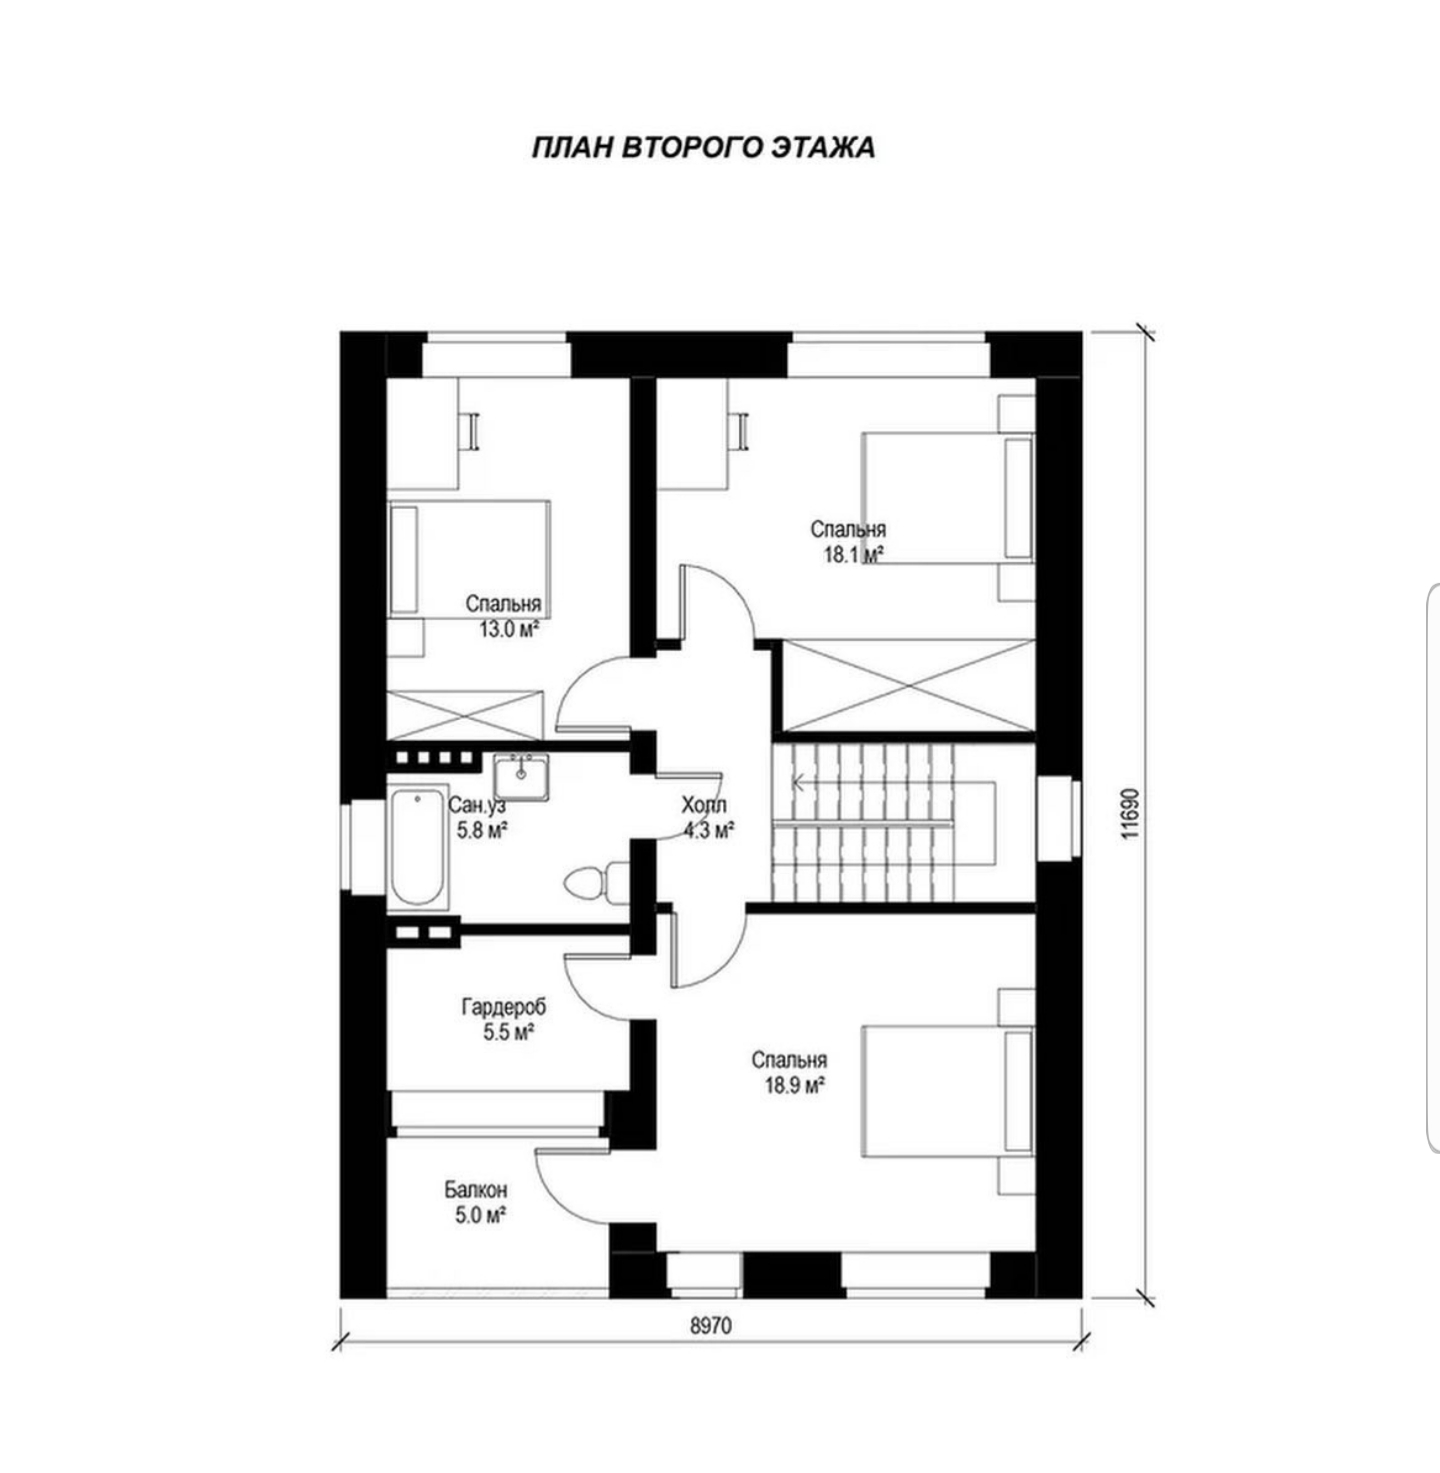 ПЛАН ВТОРОГО ЭТАЖА
Спальня
18.1 м²
Спальня
13.0 м²
Сан.уз
5.8 м²
Холл
4.3 м²
11690
Гардероб
5.5 м²
Спальня
18.9 м²
Балкон
5.0 м²
8970